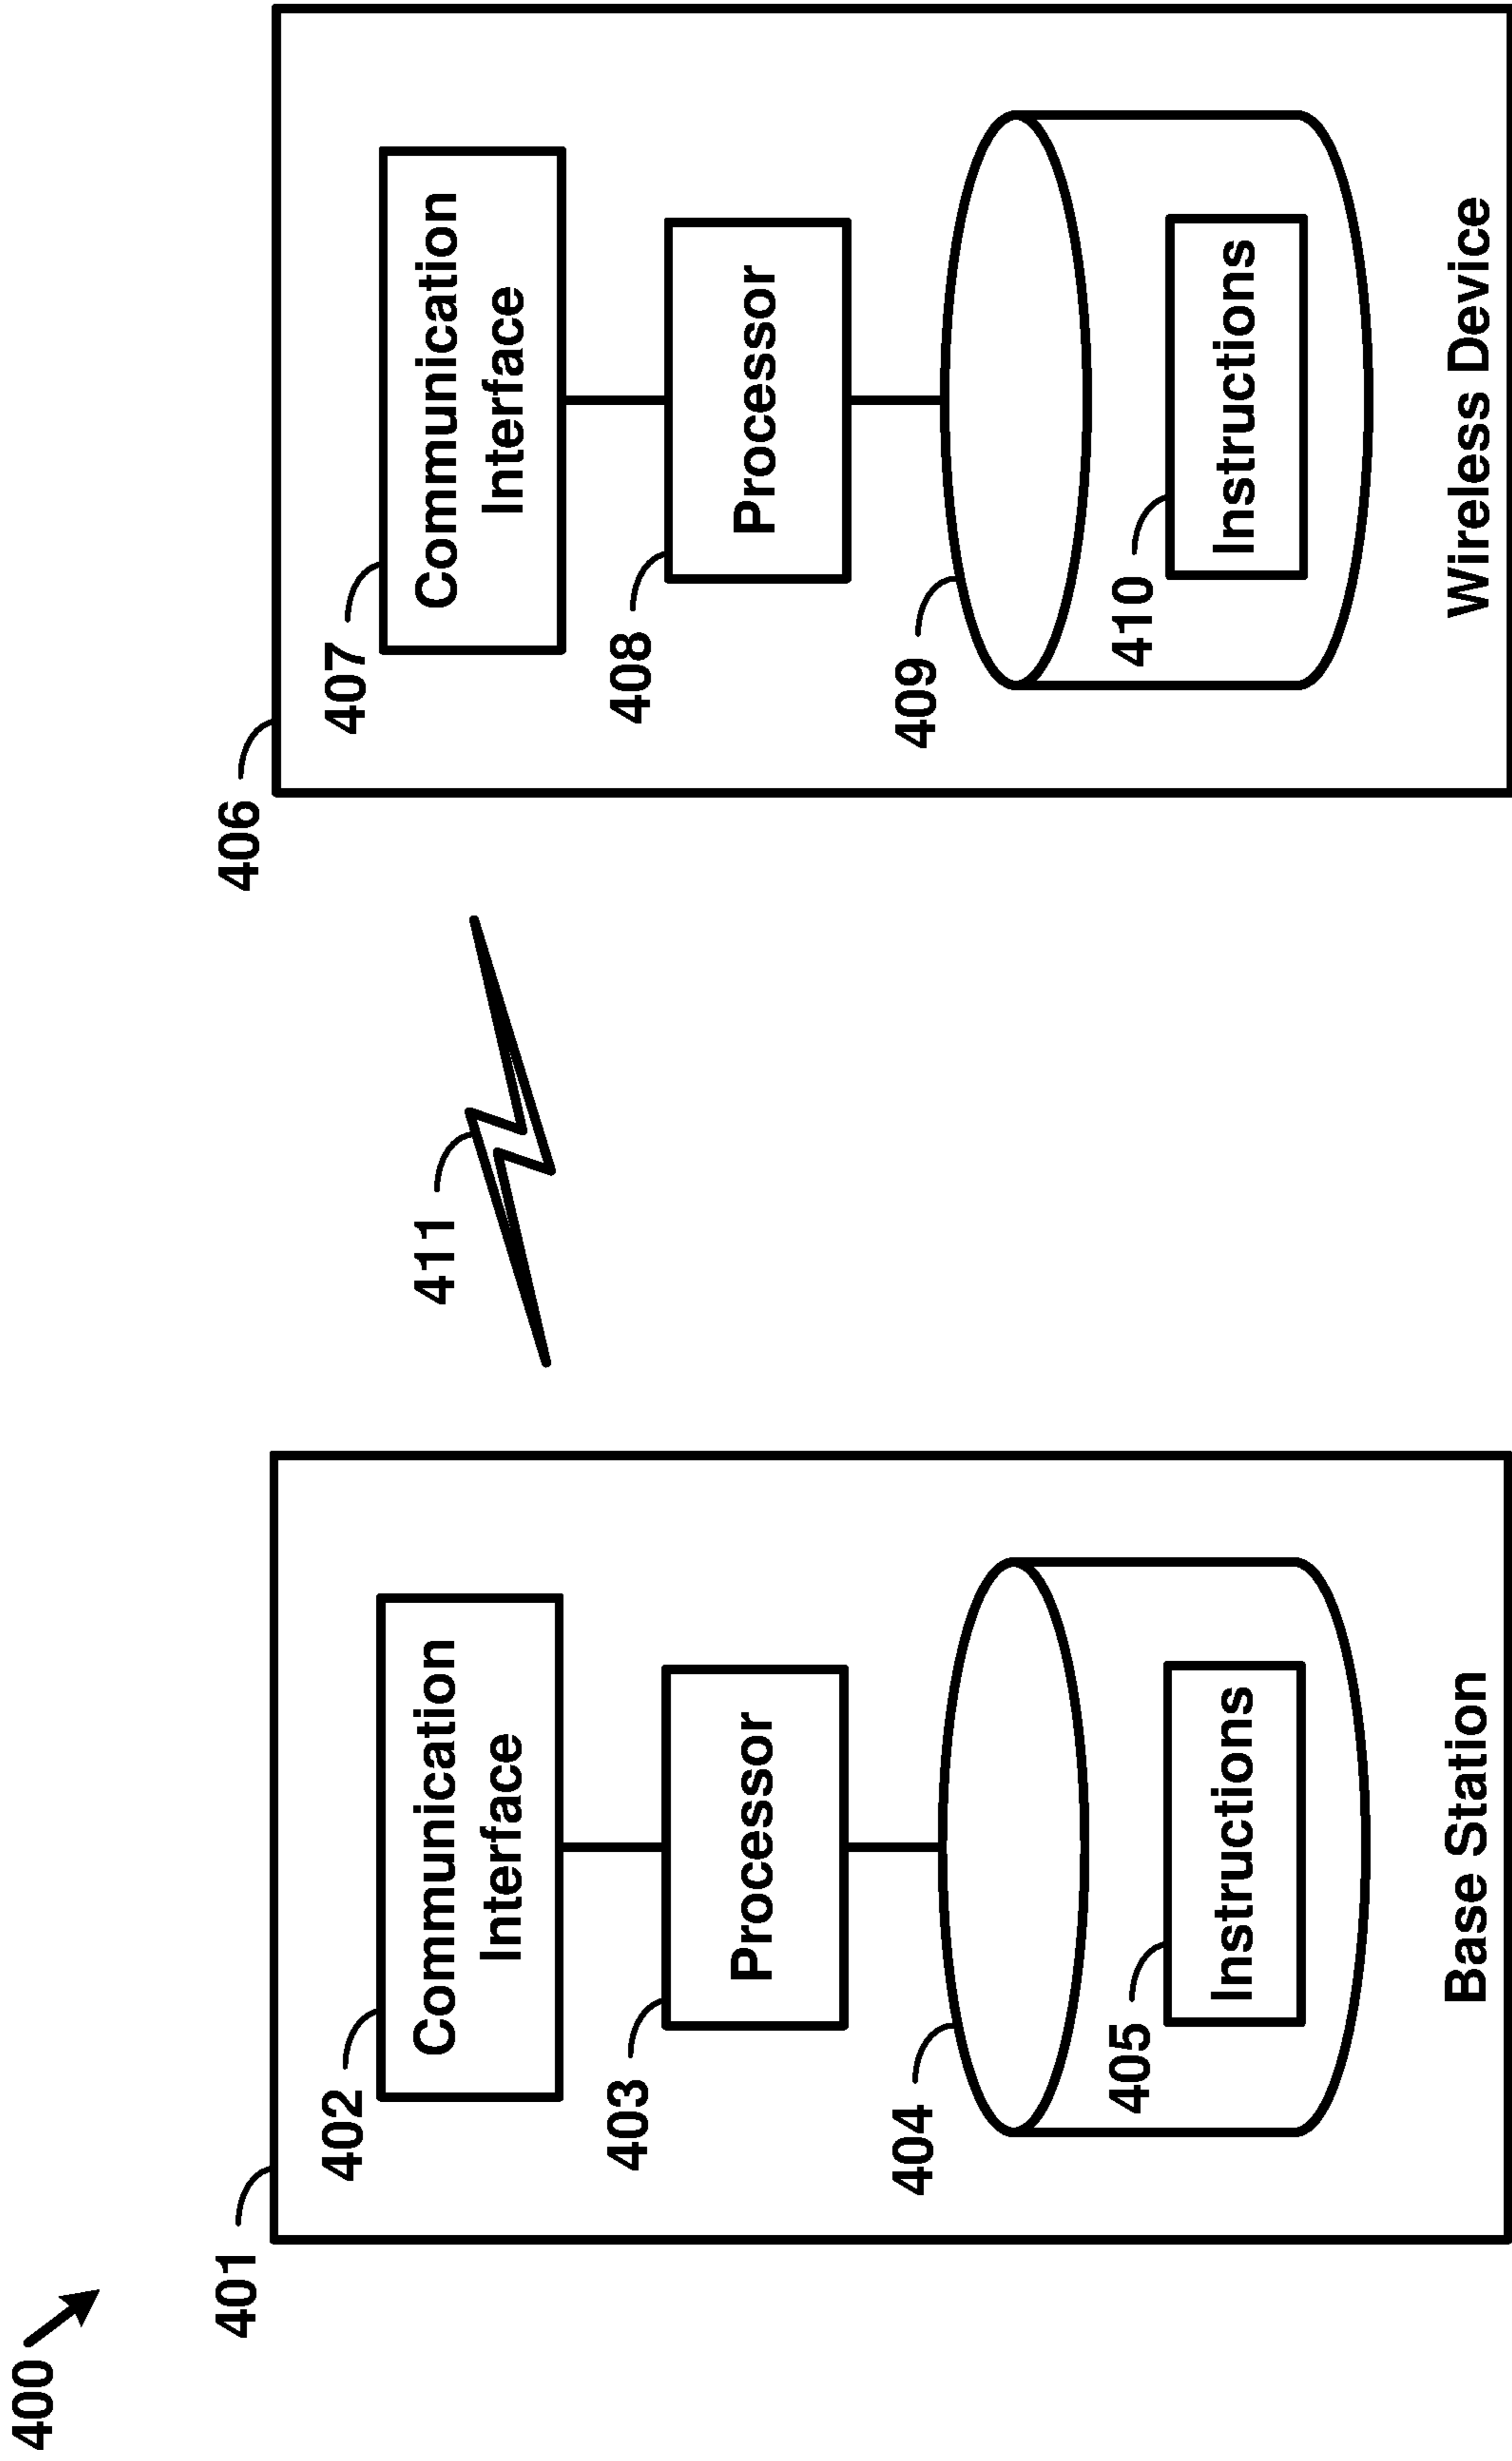 400
401
402
Communication
Interface
403
Processor
404
405
Instructions
Base Station
411
406
407
Communication
Interface
408
Processor
409
410
Instructions
Wireless Device